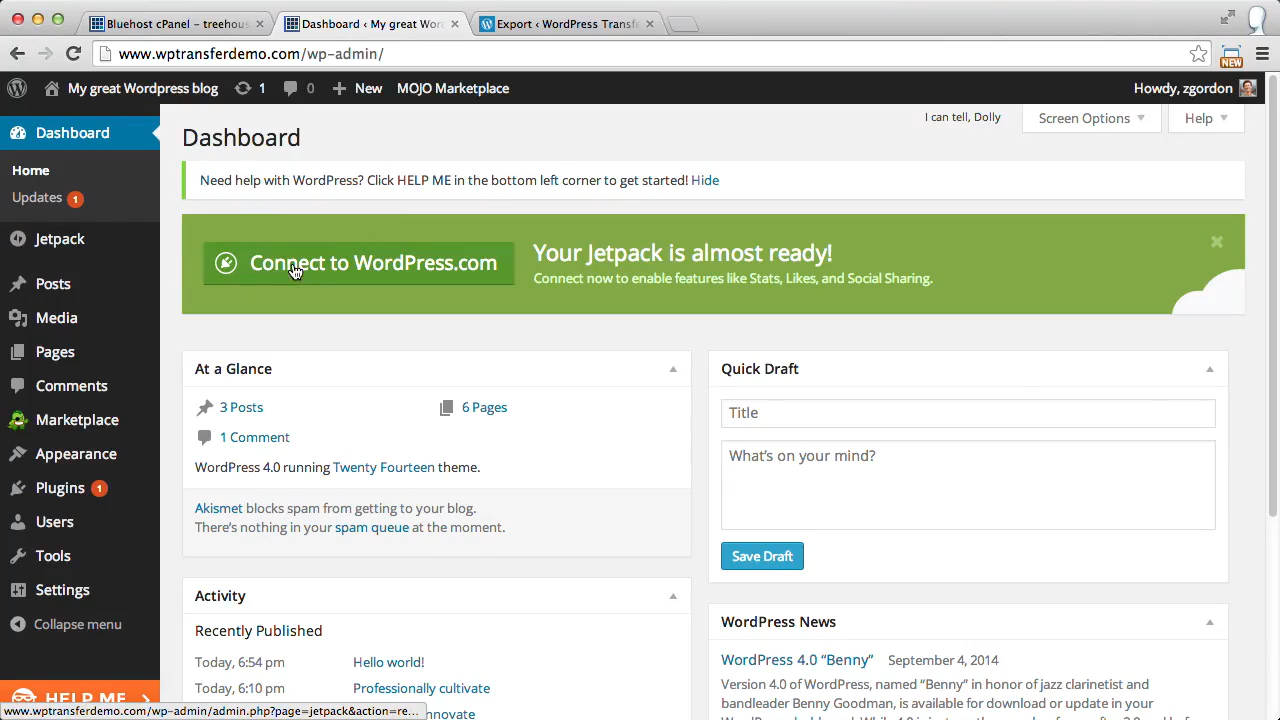 Bluehost cPanel – treehous
Dashboard ‹ My great Wor
Export ‹ WordPress Transf
www.wptransferdemo.com/wp-admin/
NEW
My great Wordpress blog
1
0
New
MOJO Marketplace
Howdy, zgordon
Dashboard
Home
Updates 1
Jetpack
Posts
Media
Pages
Comments
Marketplace
Appearance
Plugins 1
Users
Tools
Settings
Collapse menu
HELP ME
Dashboard
I can tell, Dolly
Screen Options
Help
Need help with WordPress? Click HELP ME in the bottom left corner to get started! Hide
Connect to WordPress.com
Your Jetpack is almost ready!
Connect now to enable features like Stats, Likes, and Social Sharing.
At a Glance
3 Posts
6 Pages
1 Comment
WordPress 4.0 running Twenty Fourteen theme.
Akismet blocks spam from getting to your blog.
There's nothing in your spam queue at the moment.
Activity
Recently Published
Today, 6:54 pm Hello world!
Today, 6:10 pm Professionally cultivate
nnovate
Quick Draft
Title
What's on your mind?
Save Draft
WordPress News
WordPress 4.0 “Benny” September 4, 2014
Version 4.0 of WordPress, named “Benny” in honor of jazz clarinetist and
bandleader Benny Goodman, is available for download or update in your
www.wptransferdemo.com/wp-admin/admin.php?page=jetpack&action=re...